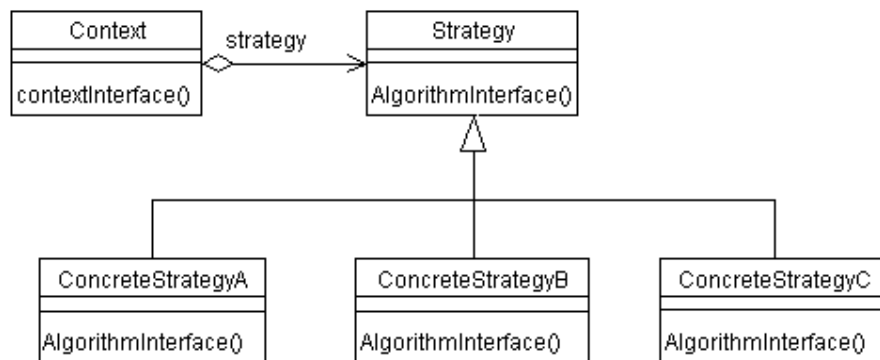 Context
strategy
Strategy
contextInterface()
AlgorithmInterface()
ConcreteStrategyA
ConcreteStrategyB
ConcreteStrategyC
AlgorithmInterface()
AlgorithmInterface()
AlgorithmInterface()